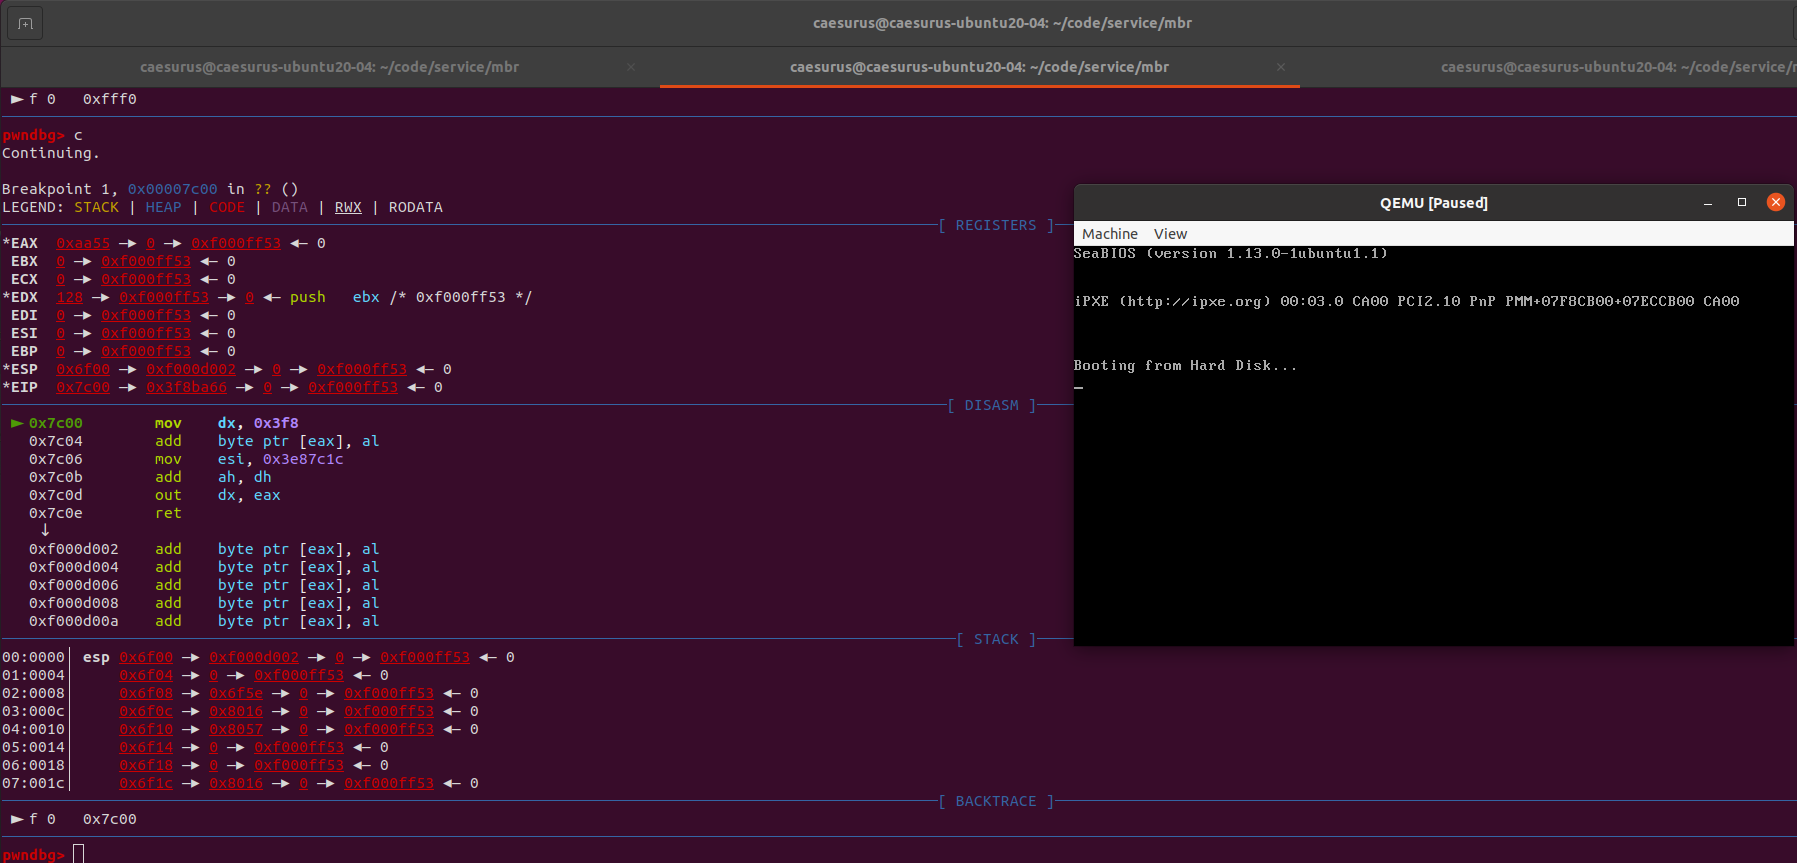 caesurus@caesurus-ubuntu20-04: ~/code/service/mbr
caesurus@caesurus-ubuntu20-04: ~/code/service/mbr ×
caesurus@caesurus-ubuntu20-04: ~/code/service/mbr ×
caesurus@caesurus-ubuntu20-04: ~/code/service/
► f 0   0xfff0
pwndbg> c
Continuing.
Breakpoint 1, 0x00007c00 in ?? ()
LEGEND: STACK | HEAP | CODE | DATA | RWX | RODATA
[ REGISTERS ]
*EAX  0xaa55 —► 0 —► 0xf000ff53 ◄— 0
 EBX  0 —► 0xf000ff53 ◄— 0
 ECX  0 —► 0xf000ff53 ◄— 0
*EDX  128 —► 0xf000ff53 —► 0 ◄— push   ebx /* 0xf000ff53 */
 EDI  0 —► 0xf000ff53 ◄— 0
 ESI  0 —► 0xf000ff53 ◄— 0
 EBP  0 —► 0xf000ff53 ◄— 0
*ESP  0x6f00 —► 0xf000d002 —► 0 —► 0xf000ff53 ◄— 0
*EIP  0x7c00 —► 0x3f8ba66 —► 0 —► 0xf000ff53 ◄— 0
[ DISASM ]
► 0x7c00        mov    dx, 0x3f8
  0x7c04        add    byte ptr [eax], al
  0x7c06        mov    esi, 0x3e87c1c
  0x7c0b        add    ah, dh
  0x7c0d        out    dx, eax
  0x7c0e        ret
   ↓
  0xf000d002    add    byte ptr [eax], al
  0xf000d004    add    byte ptr [eax], al
  0xf000d006    add    byte ptr [eax], al
  0xf000d008    add    byte ptr [eax], al
  0xf000d00a    add    byte ptr [eax], al
[ STACK ]
00:0000│ esp 0x6f00 —► 0xf000d002 —► 0 —► 0xf000ff53 ◄— 0
01:0004│     0x6f04 —► 0 —► 0xf000ff53 ◄— 0
02:0008│     0x6f08 —► 0x6f5e —► 0 —► 0xf000ff53 ◄— 0
03:000c│     0x6f0c —► 0x8016 —► 0 —► 0xf000ff53 ◄— 0
04:0010│     0x6f10 —► 0x8057 —► 0 —► 0xf000ff53 ◄— 0
05:0014│     0x6f14 —► 0 —► 0xf000ff53 ◄— 0
06:0018│     0x6f18 —► 0 —► 0xf000ff53 ◄— 0
07:001c│     0x6f1c —► 0x8016 —► 0 —► 0xf000ff53 ◄— 0
[ BACKTRACE ]
► f 0   0x7c00
pwndbg>
QEMU [Paused]
Machine View
SeaBIOS (version 1.13.0-1ubuntu1.1)
iPXE (http://ipxe.org) 00:03.0 CA00 PCI2.10 PnP PMM+07F8CB00+07ECCB00 CA00
Booting from Hard Disk...
_